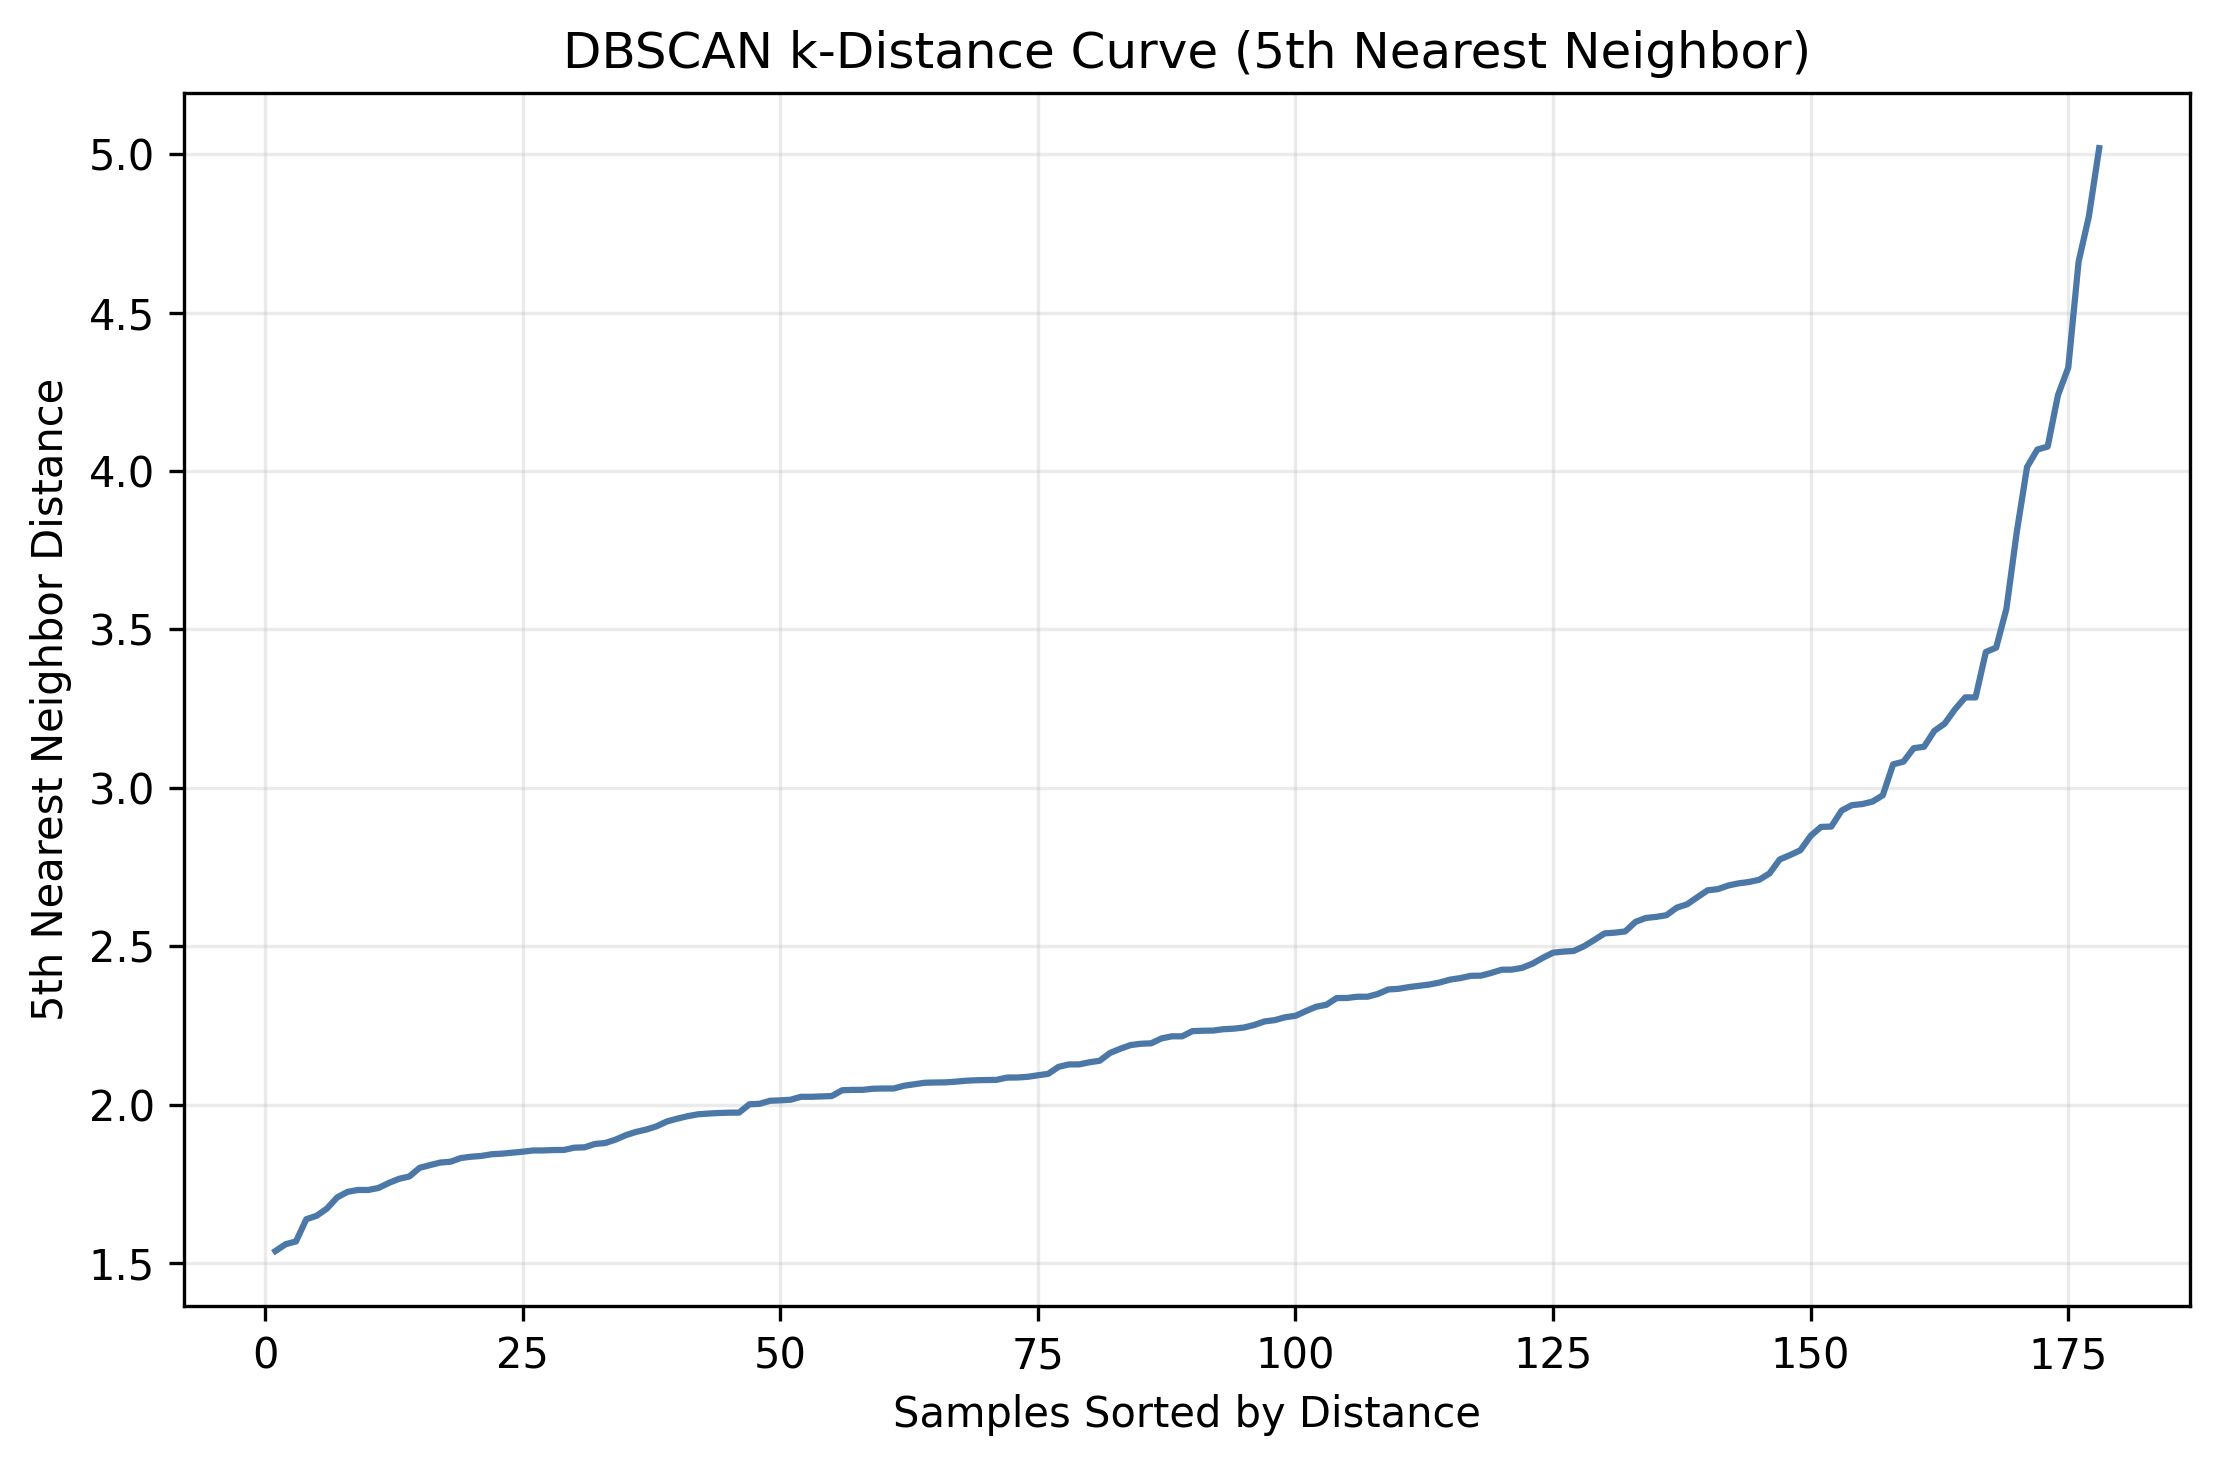 DBSCAN k-Distance Curve (5th Nearest Neighbor)
5th Nearest Neighbor Distance
5.0
4.5
4.0
3.5
3.0
2.5
2.0
1.5
0 25 50 75 100 125 150 175
Samples Sorted by Distance